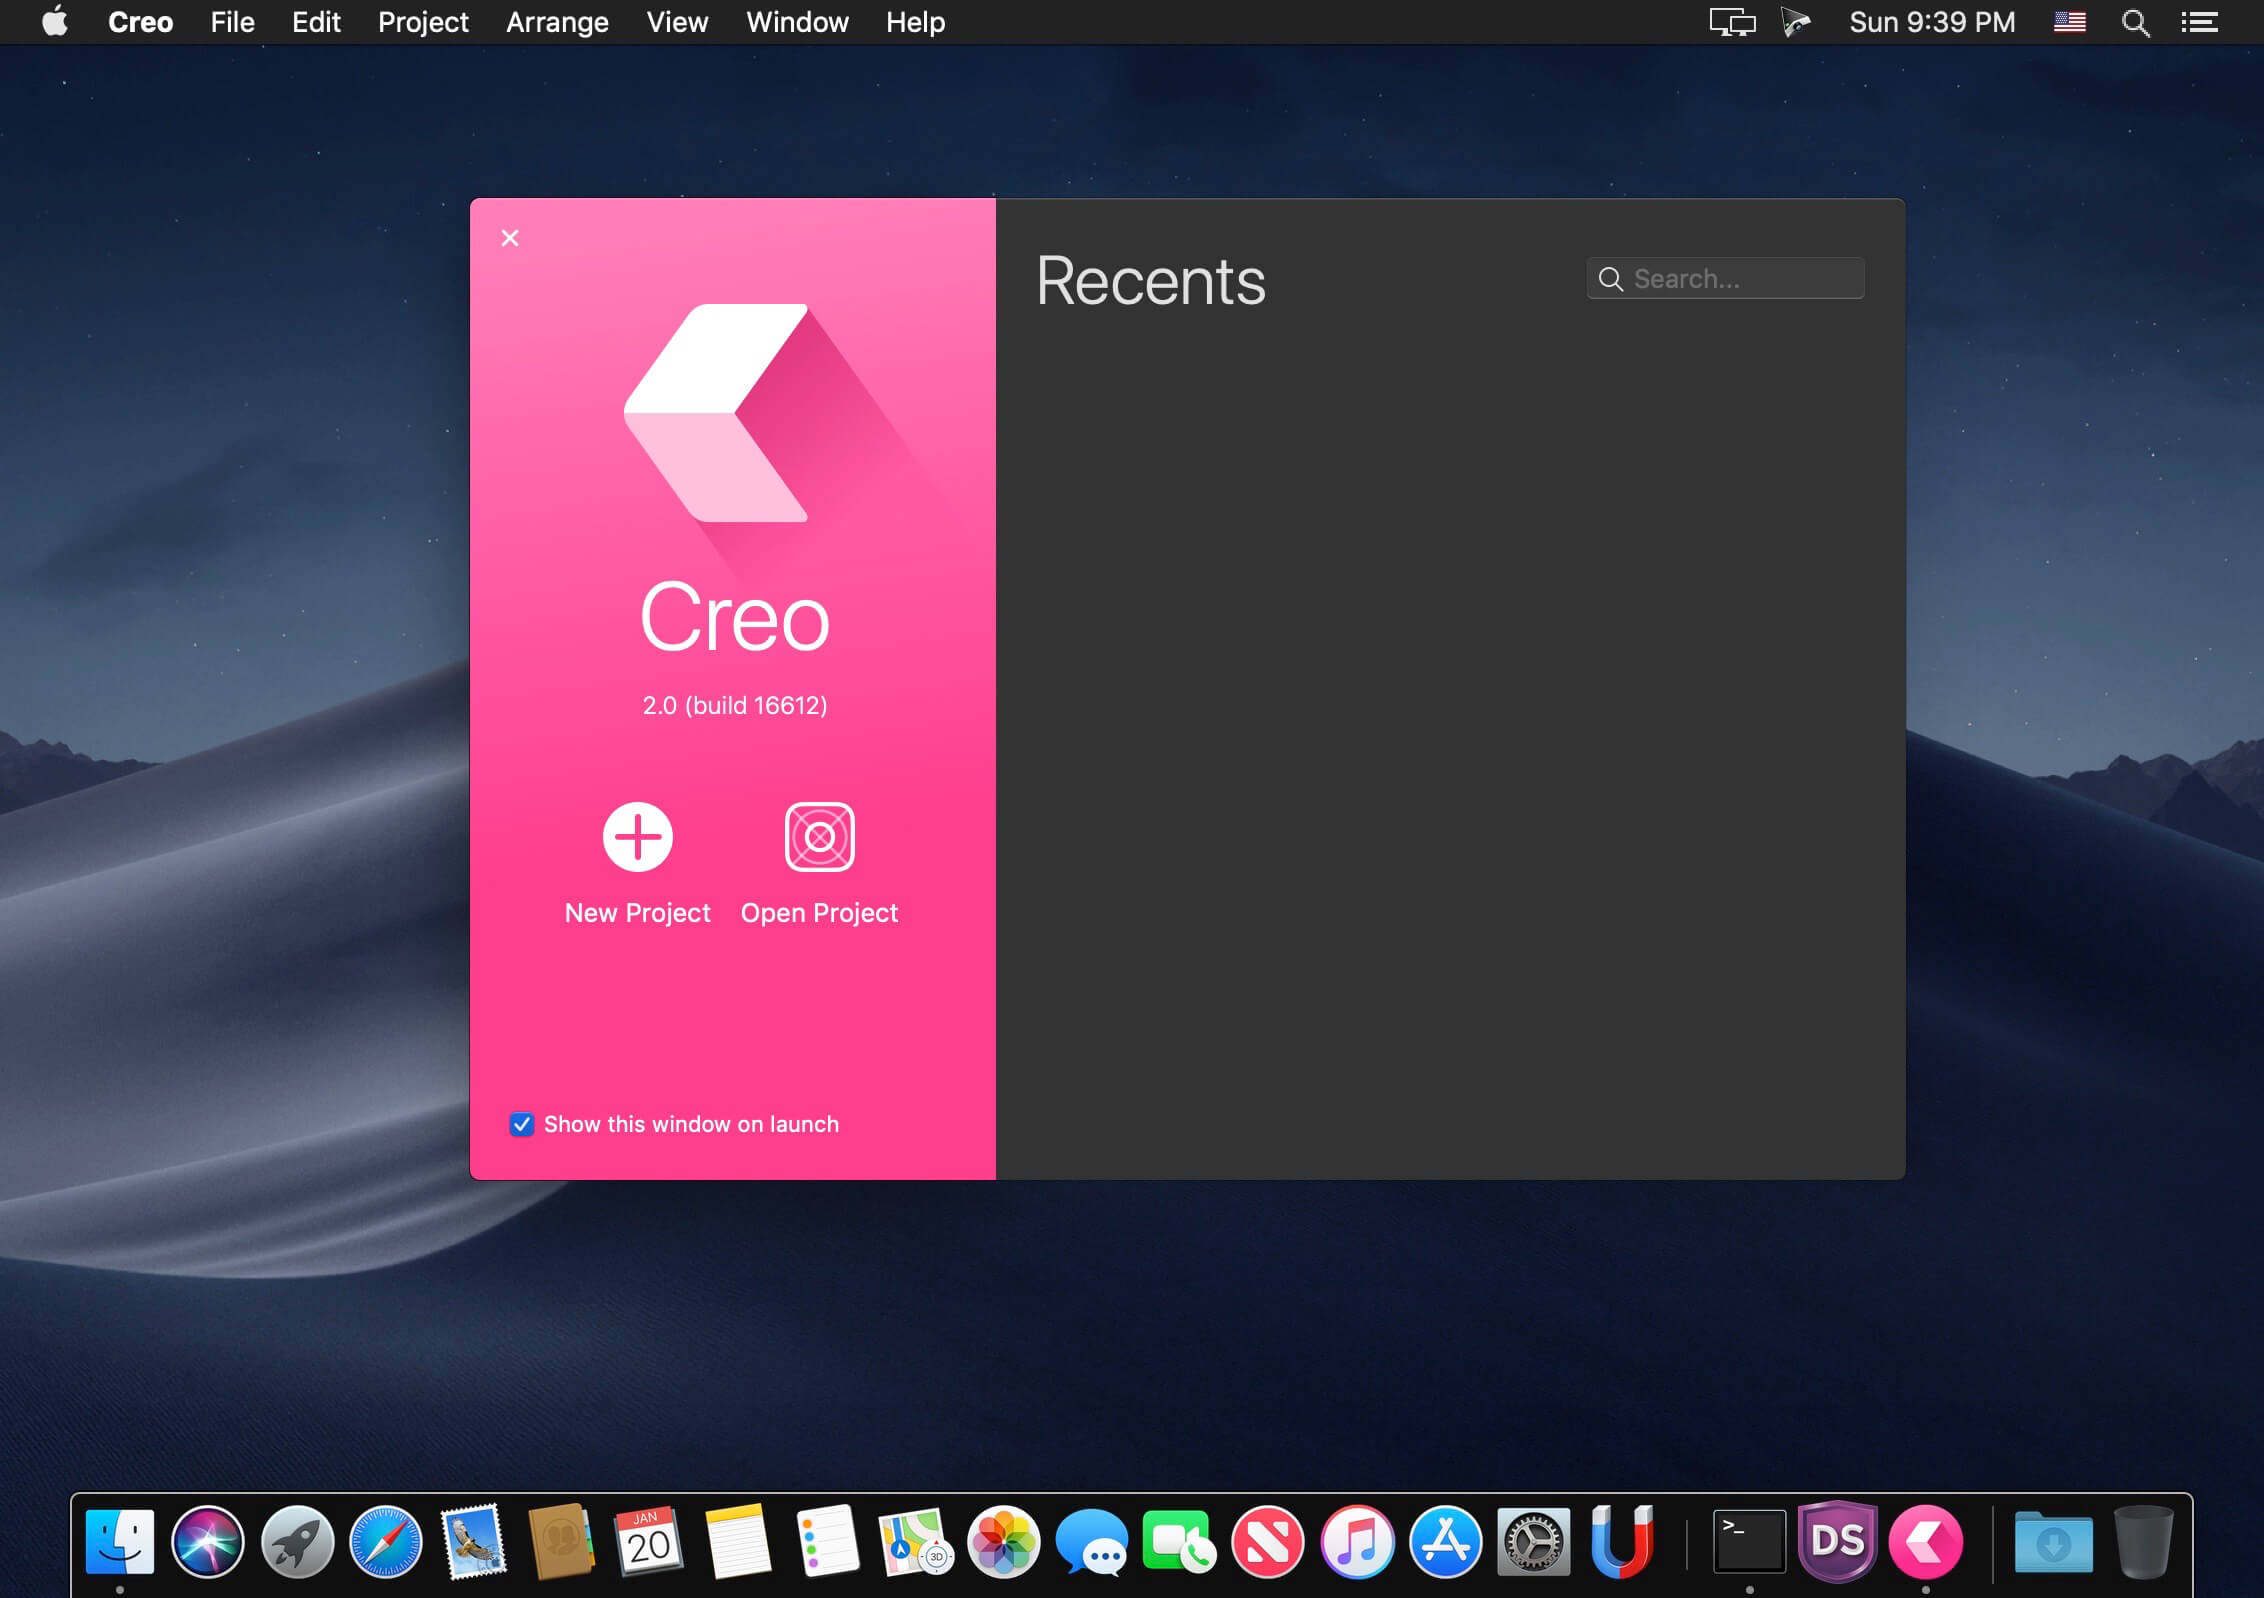 Creo File Edit Project Arrange View Window Help Sun 9:39 PM
Recents
Search...
Creo
2.0 (build 16612)
New Project Open Project
Show this window on launch
JAN
20
3D
>_
DS